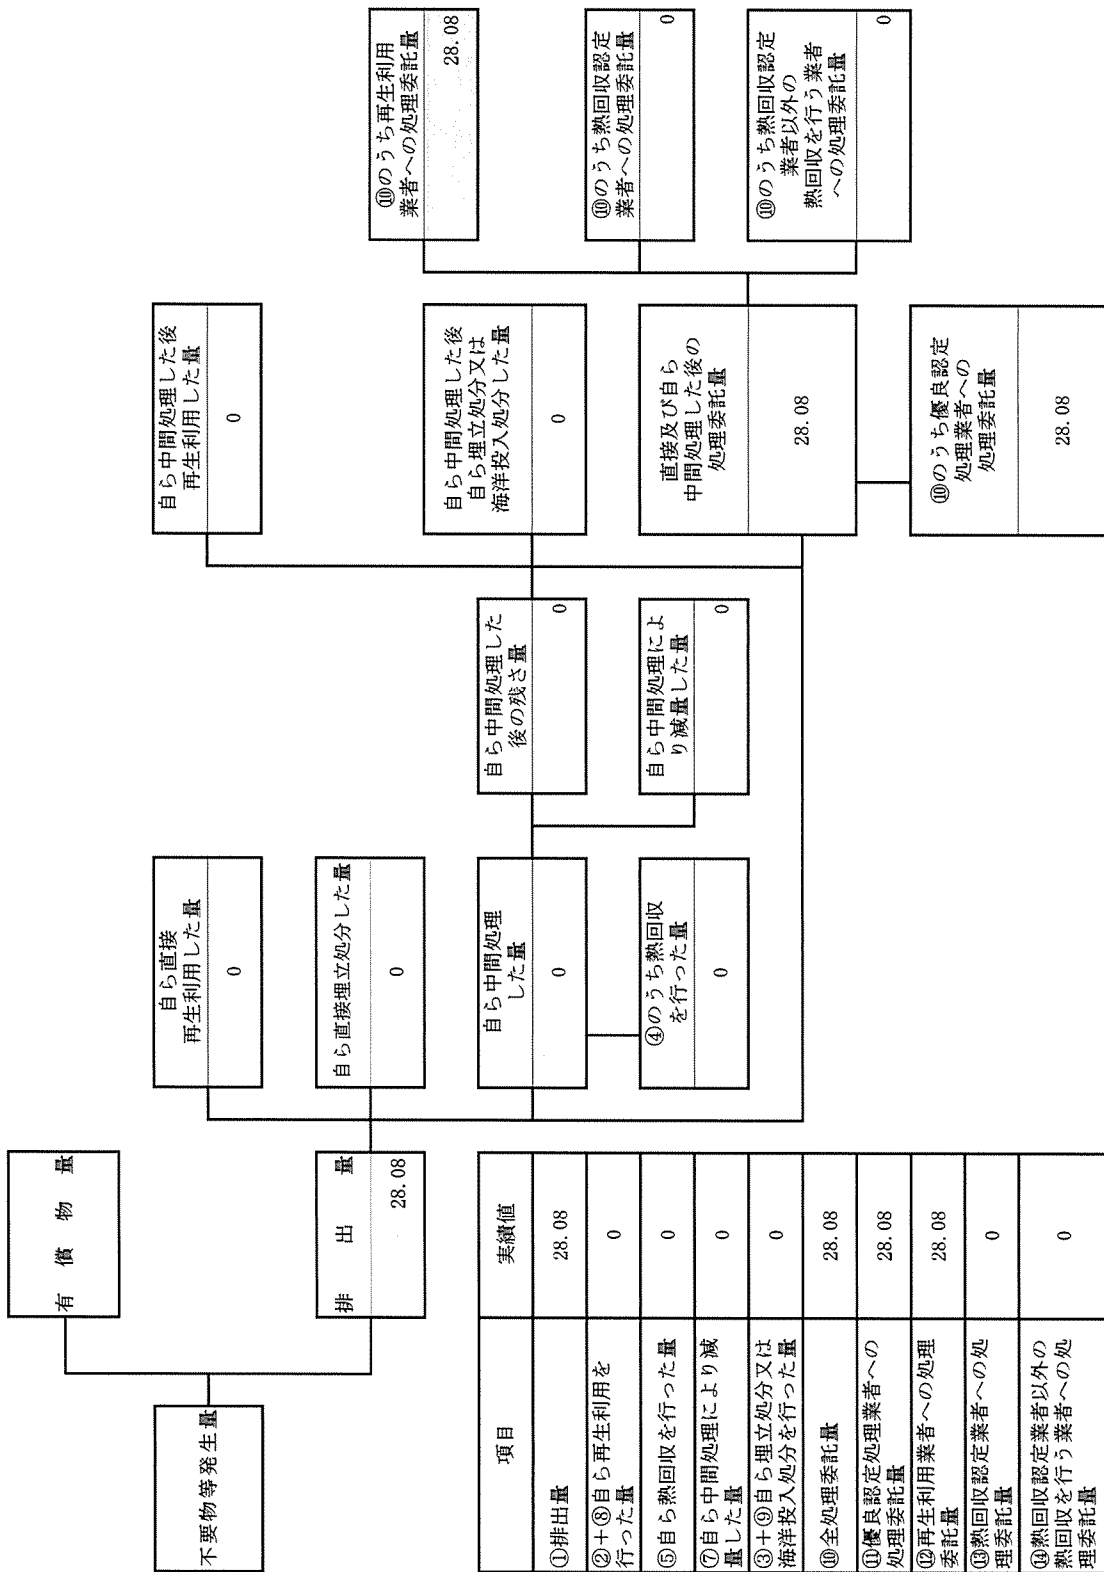 不要物等発生量
有償物量
排出量
28.08
自ら直接
再生利用した量
0
自ら直接埋立処分した量
0
自ら中間処理
した量
0
④のうち熱回収
を行った量
0
自ら中間処理した
後の残さ量
0
自ら中間処理によ
り減量した量
0
自ら中間処理した後
再生利用した量
0
自ら中間処理した後
自ら埋立処分又は
海洋投入処分した量
0
直接及び自ら
中間処理した後の
処理委託量
28.08
⑩のうち優良認定
処理業者への
処理委託量
28.08
⑩のうち再生利用
業者への処理委託量
28.08
⑩のうち熱回収認定
業者への処理委託量
0
⑩のうち熱回収認定
業者以外の
熱回収を行う業者
への処理委託量
0
項目 実績値
①排出量 28.08
②+⑧自ら再生利用を
行った量 0
⑤自ら熱回収を行った量 0
⑦自ら中間処理により減
量した量 0
③+⑨自ら埋立処分又は
海洋投入処分を行った量 0
⑩全処理委託量 28.08
⑪優良認定処理業者への
処理委託量 28.08
⑫再生利用業者への処理
委託量 28.08
⑬熱回収認定業者への処
理委託量 0
⑭熱回収認定業者以外の
熱回収を行う業者への処
理委託量 0